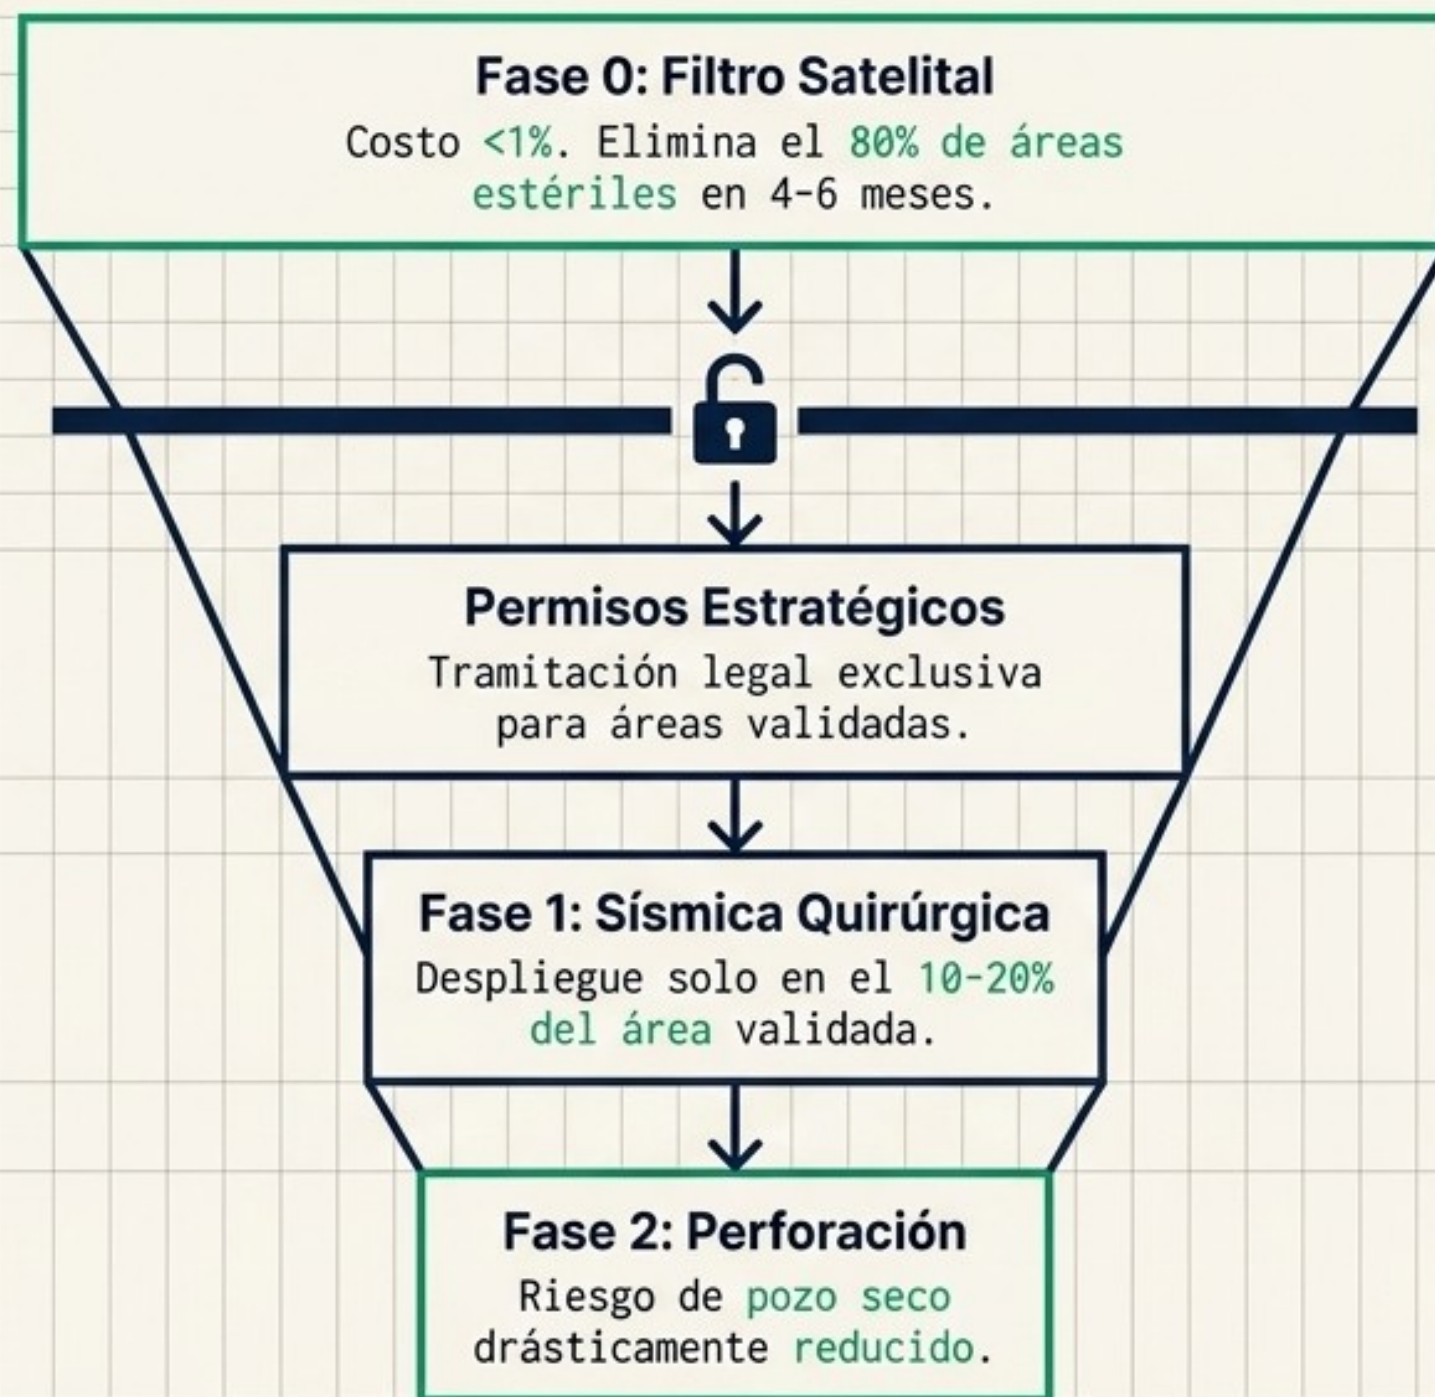 Fase 0: Filtro Satelital
Costo <1%. Elimina el 80% de áreas
estériles en 4-6 meses.
Permisos Estratégicos
Tramitación legal exclusiva
para áreas validadas.
Fase 1: Sísmica Quirúrgica
Despliegue solo en el 10-20%
del área validada.
Fase 2: Perforación
Riesgo de pozo seco
drásticamente reducido.